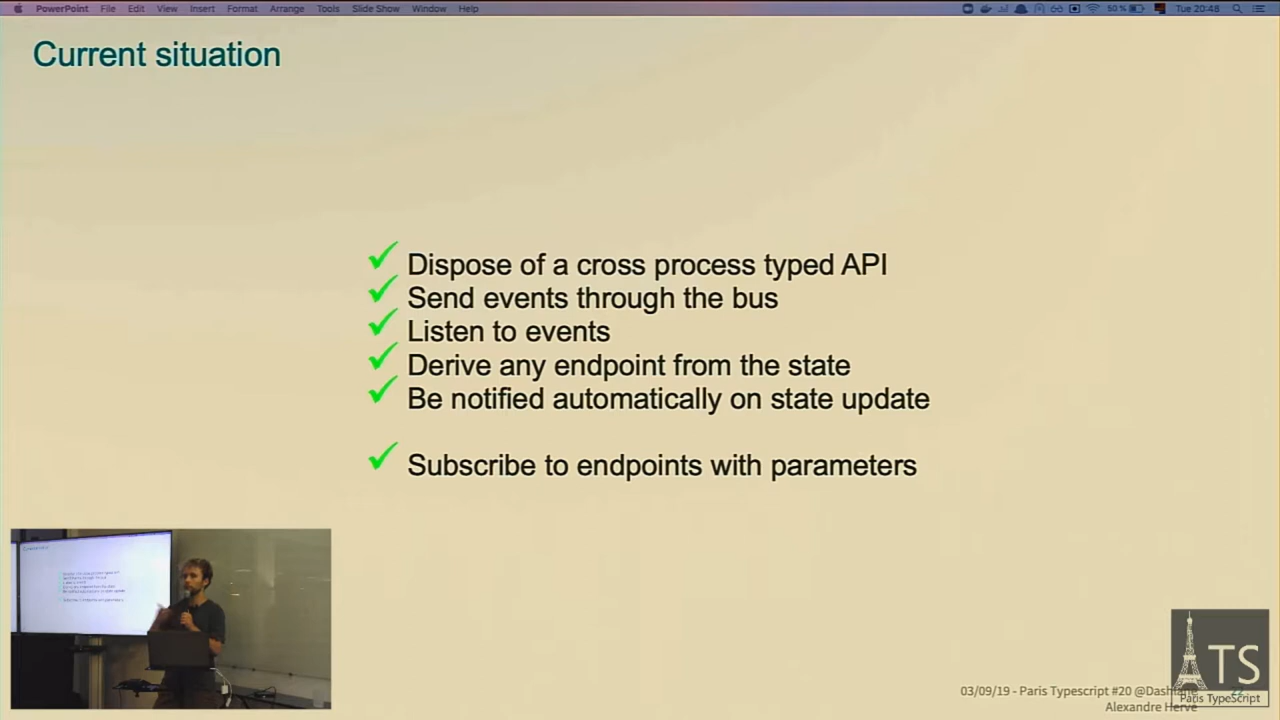 PowerPoint File Edit View Insert Format Arrange Tools Slide Show Window Help 50 % Tue 20:48
Current situation
Dispose of a cross process typed API
Send events through the bus
Listen to events
Derive any endpoint from the state
Be notified automatically on state update
Subscribe to endpoints with parameters
03/09/19 - Paris Typescript #20 @Dashlane
22
Alexandre Hervé
TS
Paris TypeScript